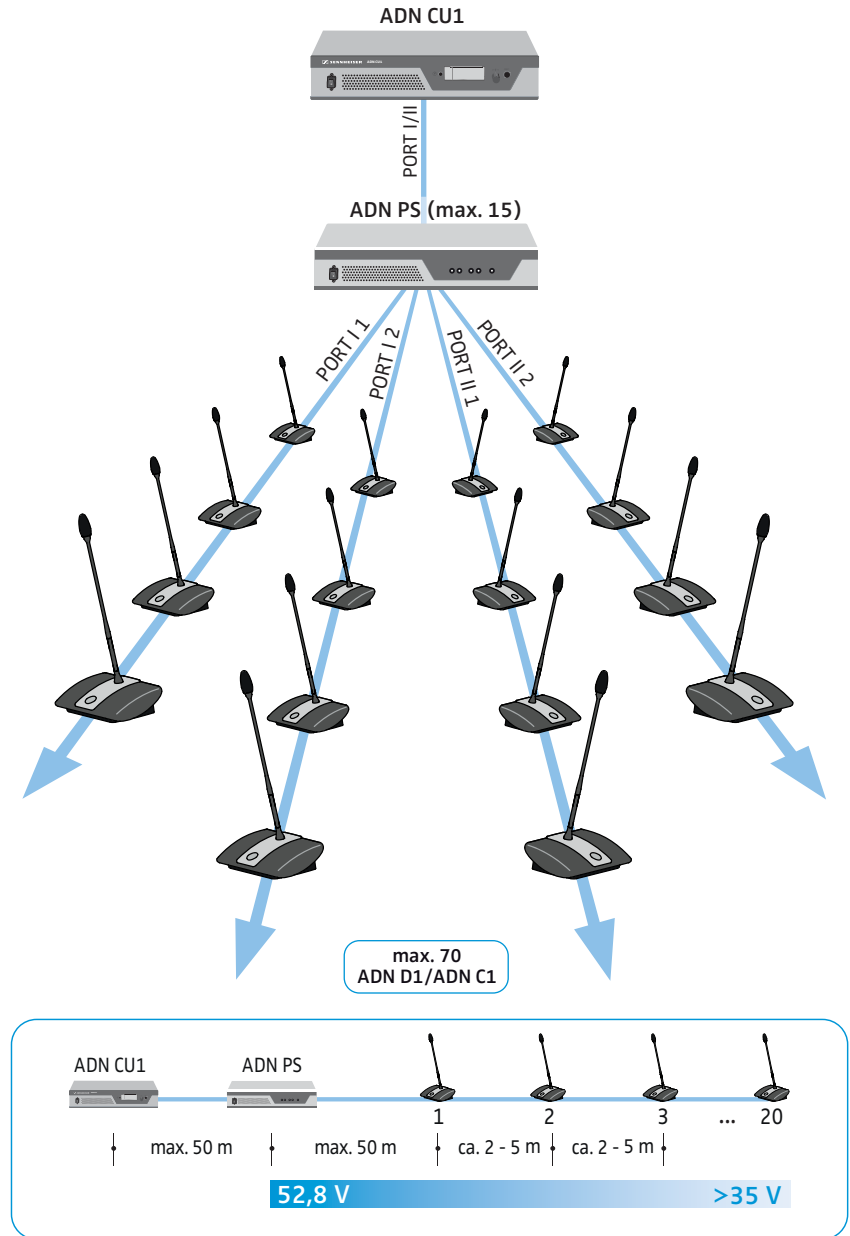 ADN CU1
SENNHEISER
PORT I/II
ADN PS (max. 15)
PORT I 1
PORT I 2
PORT II 1
PORT II 2
max. 70
ADN D1/ADN C1
ADN CU1
ADN PS
1
2
3
...
20
max. 50 m
max. 50 m
ca. 2 - 5 m
ca. 2 - 5 m
52,8 V
>35 V